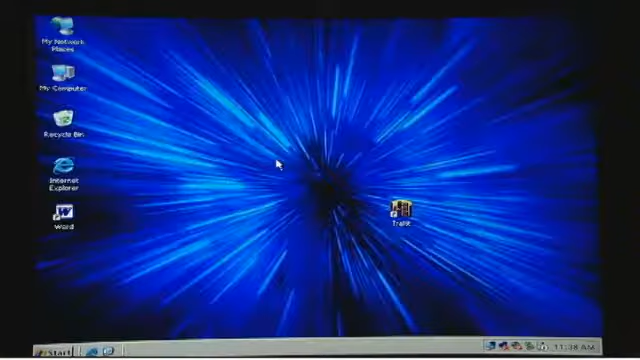 My Network
Places
My Computer
Recycle Bin
Internet
Explorer
Word
Start
11:38 AM